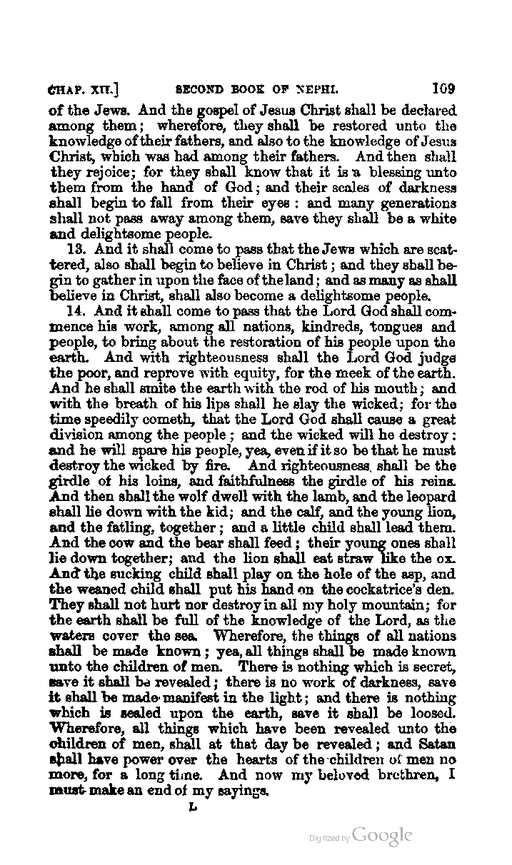 CHAP. XII.] SECOND BOOK OF NEPHI. 109
of the Jews. And the gospel of Jesus Christ shall be declared
among them; wherefore, they shall be restored unto the
knowledge of their fathers, and also to the knowledge of Jesus
Christ, which was had among their fathers. And then shall
they rejoice; for they shall know that it is a blessing unto
them from the hand of God; and their scales of darkness
shall begin to fall from their eyes: and many generations
shall not pass away among them, save they shall be a white
and delightsome people.
13. And it shall come to pass that the Jews which are scat-
tered, also shall begin to believe in Christ; and they shall be-
gin to gather in upon the face of the land; and as many as shall
believe in Christ, shall also become a delightsome people.
14. And it shall come to pass that the Lord God shall com-
mence his work, among all nations, kindreds, tongues and
people, to bring about the restoration of his people upon the
earth. And with righteousness shall the Lord God judge
the poor, and reprove with equity, for the meek of the earth.
And he shall smite the earth with the rod of his mouth; and
with the breath of his lips shall he slay the wicked; for the
time speedily cometh, that the Lord God shall cause a great
division among the people; and the wicked will he destroy:
and he will spare his people, yea, even if it so be that he must
destroy the wicked by fire. And righteousness shall be the
girdle of his loins, and faithfulness the girdle of his reins.
And then shall the wolf dwell with the lamb, and the leopard
shall lie down with the kid; and the calf, and the young lion,
and the fatling, together; and a little child shall lead them.
And the cow and the bear shall feed; their young ones shall
lie down together; and the lion shall eat straw like the ox.
And the sucking child shall play on the hole of the asp, and
the weaned child shall put his hand on the cockatrice's den.
They shall not hurt nor destroy in all my holy mountain; for
the earth shall be full of the knowledge of the Lord, as the
waters cover the sea. Wherefore, the things of all nations
shall be made known; yea, all things shall be made known
unto the children of men. There is nothing which is secret,
save it shall be revealed; there is no work of darkness, save
it shall be made manifest in the light; and there is nothing
which is sealed upon the earth, save it shall be loosed.
Wherefore, all things which have been revealed unto the
children of men, shall at that day be revealed; and Satan
shall have power over the hearts of the children of men no
more, for a long time. And now my beloved brethren, I
must make an end of my sayings.
L
Digitized by Google